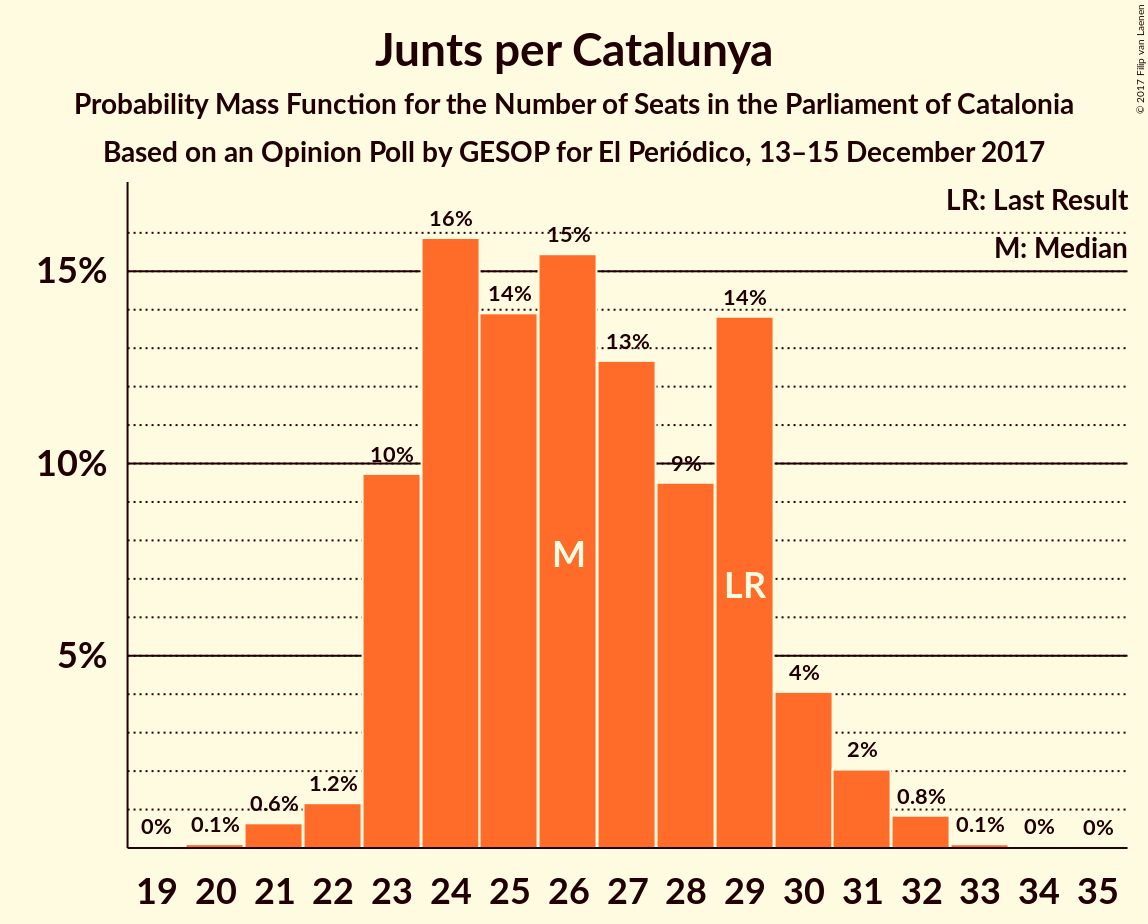 Junts per Catalunya
Probability Mass Function for the Number of Seats in the Parliament of Catalonia
Based on an Opinion Poll by GESOP for El Periódico, 13–15 December 2017
© 2017 Filip van Laenen
LR: Last Result
M: Median
15%
10%
5%
0%
0.1%
0.6%
1.2%
10%
16%
14%
15%
13%
9%
14%
4%
2%
0.8%
0.1%
0%
0%
M
LR
19 20 21 22 23 24 25 26 27 28 29 30 31 32 33 34 35